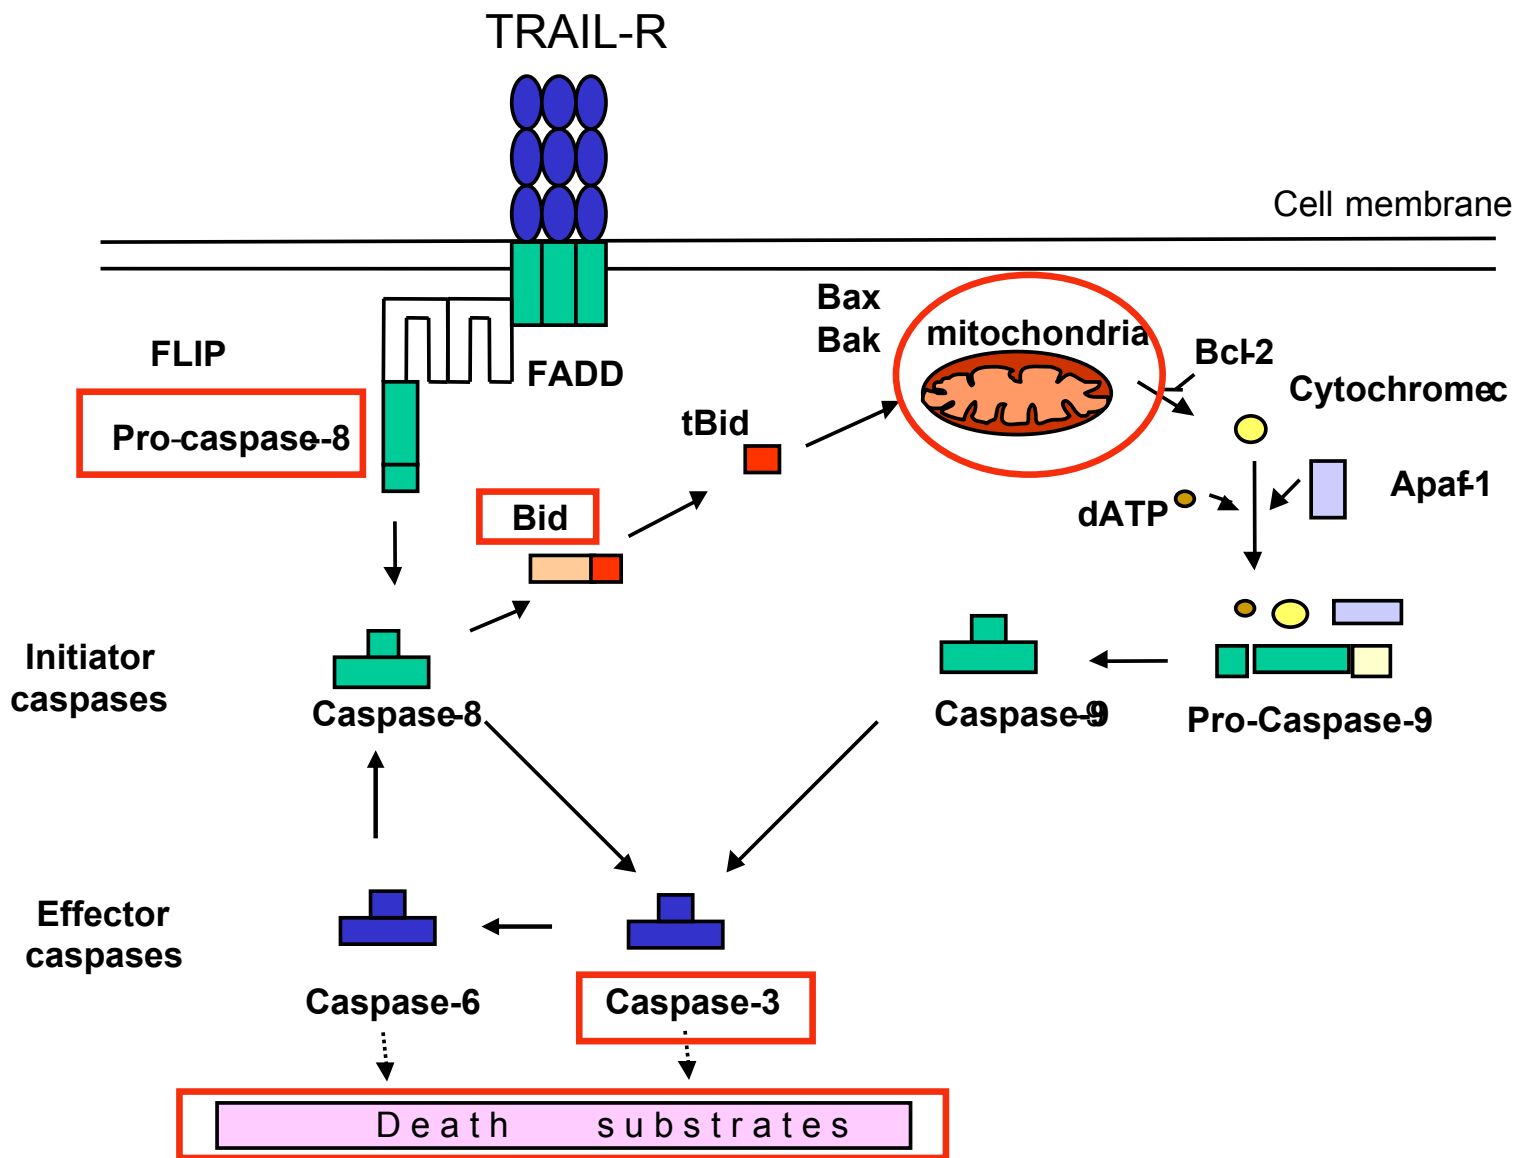 TRAIL-R
Cell membrane
Bax
Bak
mitochondria
Bcl-2
FLIP
FADD
Cytochrome c
Pro-caspase-8
tBid
Bid
dATP
Apaf-1
Initiator
caspases
Caspase-8
Caspase-9
Pro-Caspase-9
Effector
caspases
Caspase-6
Caspase-3
Death substrates